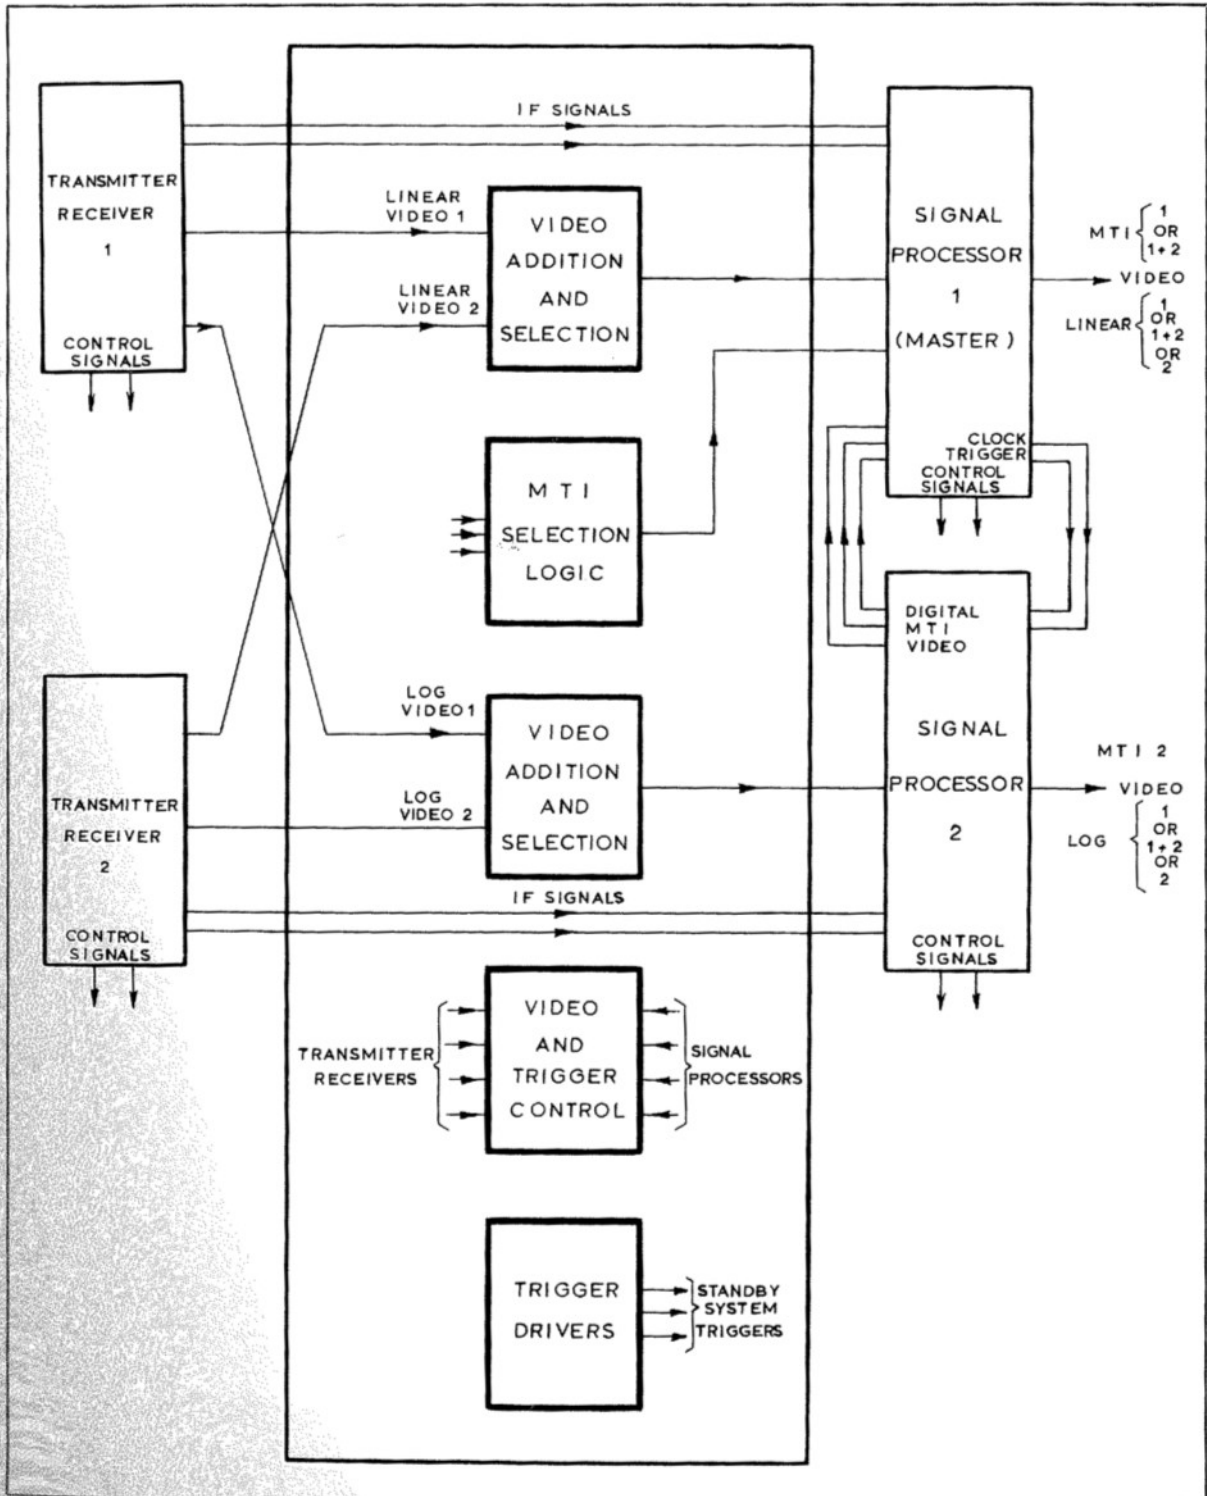 IF SIGNALS
TRANSMITTER
RECEIVER
1
CONTROL
SIGNALS
LINEAR
VIDEO 1
LINEAR
VIDEO 2
VIDEO
ADDITION
AND
SELECTION
SIGNAL
PROCESSOR
1
(MASTER)
CLOCK
TRIGGER
CONTROL
SIGNALS
MTI { 1
OR
1+2
VIDEO
LINEAR { 1
OR
1+2
OR
2
MTI
SELECTION
LOGIC
TRANSMITTER
RECEIVER
2
CONTROL
SIGNALS
LOG
VIDEO 1
LOG
VIDEO 2
VIDEO
ADDITION
AND
SELECTION
IF SIGNALS
DIGITAL
MTI
VIDEO
SIGNAL
PROCESSOR
2
CONTROL
SIGNALS
MTI 2
VIDEO
LOG { 1
OR
1+2
OR
2
TRANSMITTER
RECEIVERS
VIDEO
AND
TRIGGER
CONTROL
SIGNAL
PROCESSORS
TRIGGER
DRIVERS
STANDBY
SYSTEM
TRIGGERS